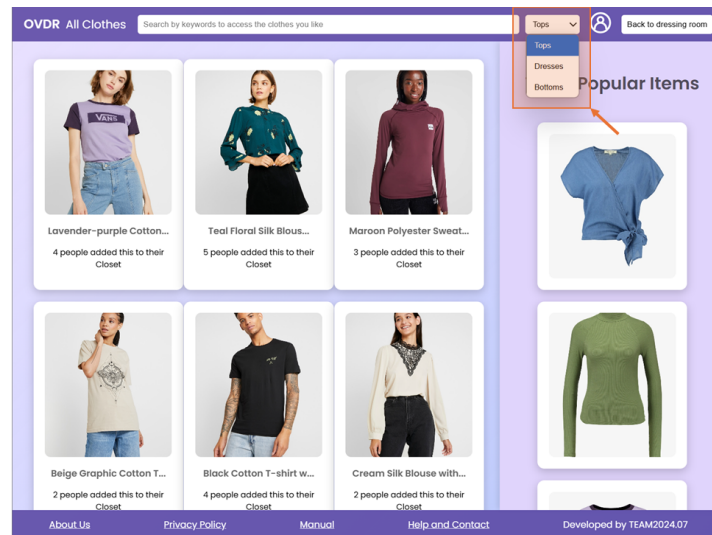 OVDR All Clothes
Search by keywords to access the clothes you like
Tops
Back to dressing room
Tops
Dresses
Bottoms
Popular Items
VANS
Lavender-purple Cotton...
4 people added this to their
Closet
Teal Floral Silk Blous...
5 people added this to their
Closet
Maroon Polyester Sweat...
3 people added this to their
Closet
Beige Graphic Cotton T...
2 people added this to their
Closet
Black Cotton T-shirt w...
4 people added this to their
Closet
Cream Silk Blouse with...
2 people added this to their
Closet
About Us
Privacy Policy
Manual
Help and Contact
Developed by TEAM2024.07